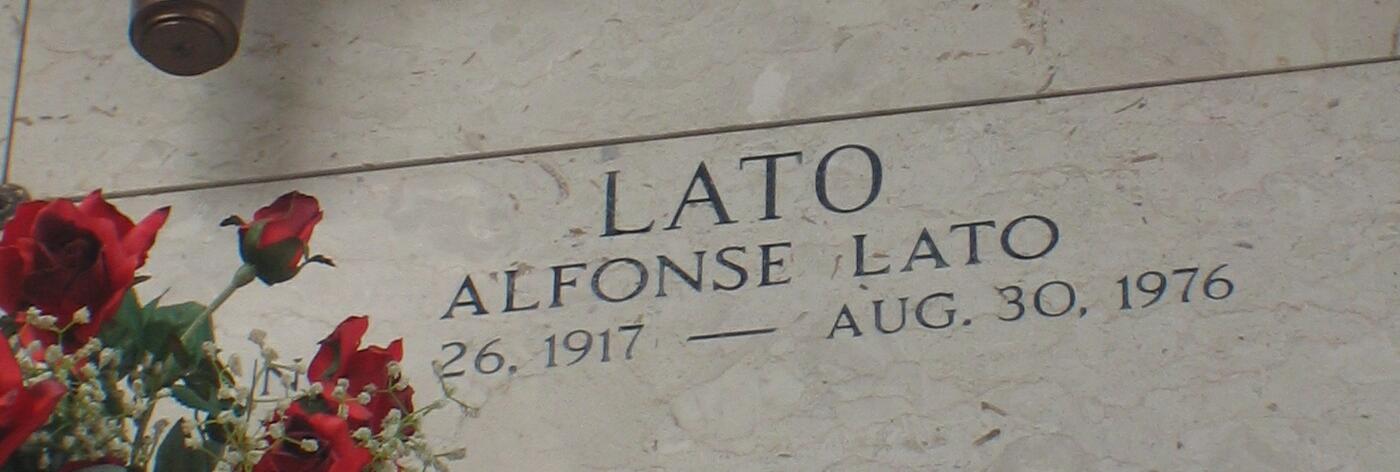 LATO
ALFONSE LATO
26, 1917 — AUG. 30, 1976